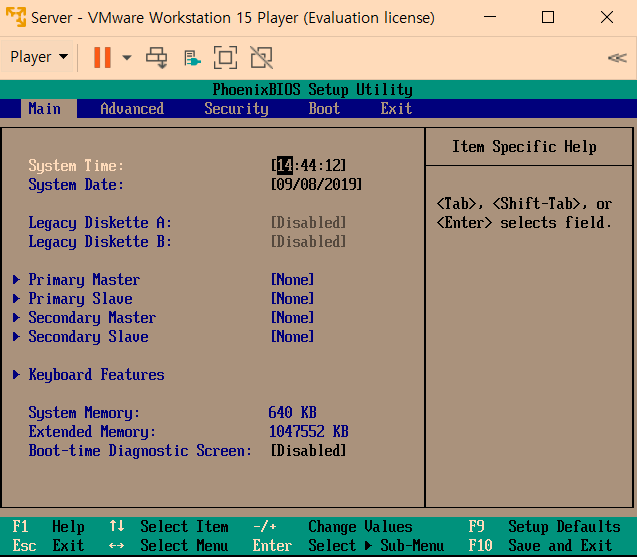 Server - VMware Workstation 15 Player (Evaluation license)
Player
PhoenixBIOS Setup Utility
Main Advanced Security Boot Exit
Item Specific Help
System Time: [14:44:12]
System Date: [09/08/2019]
<Tab>, <Shift-Tab>, or
<Enter> selects field.
Legacy Diskette A: [Disabled]
Legacy Diskette B: [Disabled]
Primary Master [None]
Primary Slave [None]
Secondary Master [None]
Secondary Slave [None]
Keyboard Features
System Memory: 640 KB
Extended Memory: 1047552 KB
Boot-time Diagnostic Screen: [Disabled]
F1 Help ↑↓ Select Item -/+ Change Values F9 Setup Defaults
Esc Exit ↔ Select Menu Enter Select ▶ Sub-Menu F10 Save and Exit